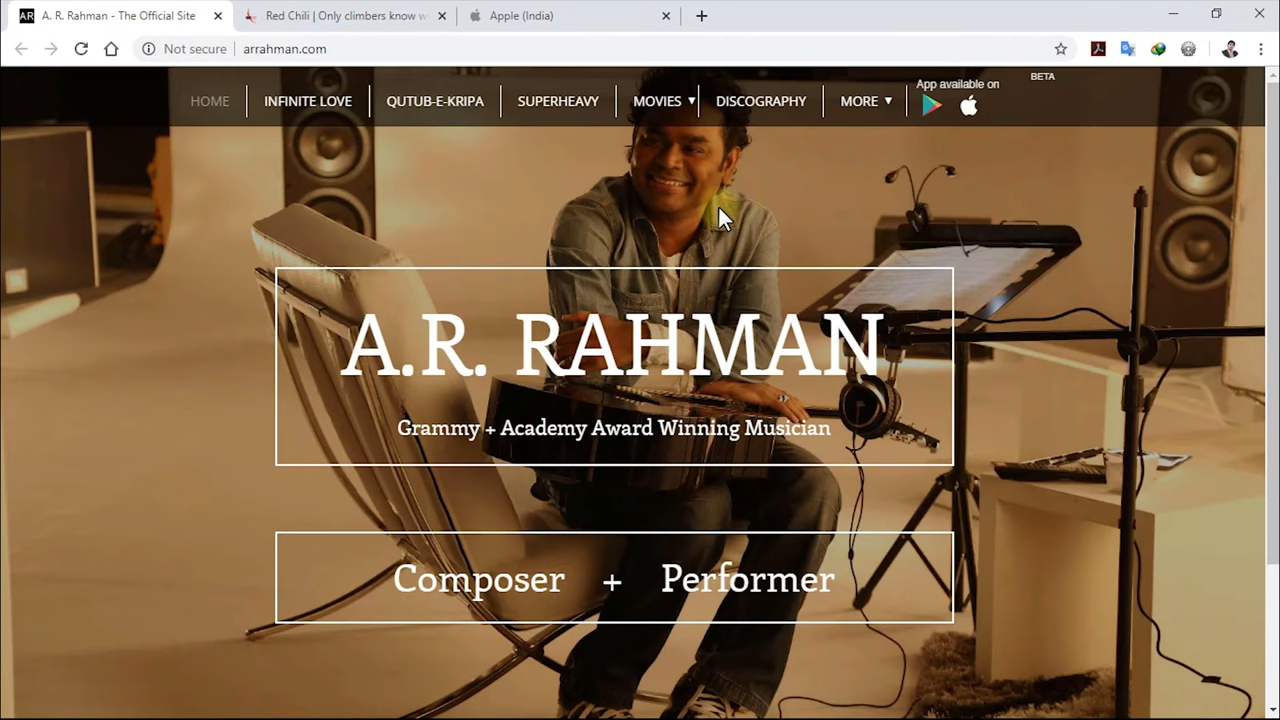 AR A. R. Rahman - The Official Site
Red Chili | Only climbers know w
Apple (India)
Not secure arrahman.com
HOME INFINITE LOVE QUTUB-E-KRIPA SUPERHEAVY MOVIES ▼ DISCOGRAPHY MORE ▼
App available on
BETA
A.R. RAHMAN
Grammy + Academy Award Winning Musician
Composer + Performer